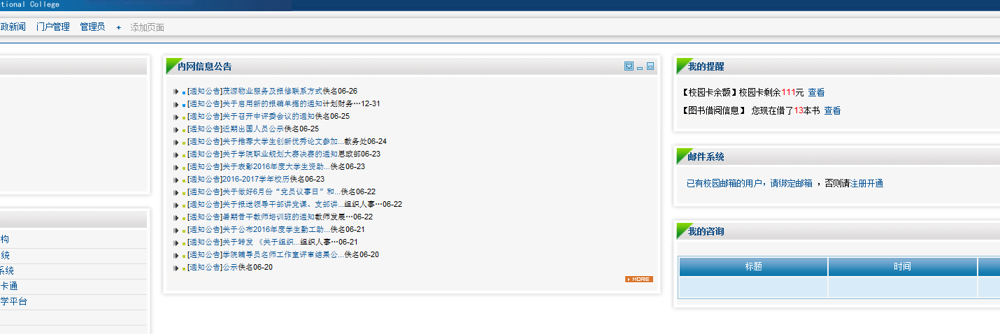 tional College
政新闻 门户管理 管理员 + 添加页面
构
统
系统
卡通
学平台
内网信息公告
[通知公告]茂源物业服务及报修联系方式佚名06-26
[通知公告]关于启用新的报销单据的通知计划财务…12-31
[通知公告]关于召开中评委会议的通知佚名06-25
[通知公告]近期出国人员公示佚名06-25
[通知公告]关于推荐大学生创新优秀论文参加...教务处06-24
[通知公告]关于学院职业规划大赛决赛的通知思政部06-23
[通知公告]关于表彰2016年度大学生资助...佚名06-23
[通知公告]2016-2017学年校历佚名06-23
[通知公告]关于做好6月份“党员议事日”和...佚名06-22
[通知公告]关于报送领导干部讲党课、支部讲...组织人事…06-22
[通知公告]暑期骨干教师培训班的通知教师发展…06-22
[通知公告]关于公布2016年度学生勤工助...佚名06-21
[通知公告]关于转发 《关于组织...组织人事…06-21
[通知公告]学院辅导员名师工作室评审结果公...佚名06-20
[通知公告]公示佚名06-20
MORE
我的提醒
【校园卡余额】校园卡剩余111元 查看
【图书借阅信息】 您现在借了13本书 查看
邮件系统
已有校园邮箱的用户，请绑定邮箱 ，否则请注册开通
我的咨询
标题 时间